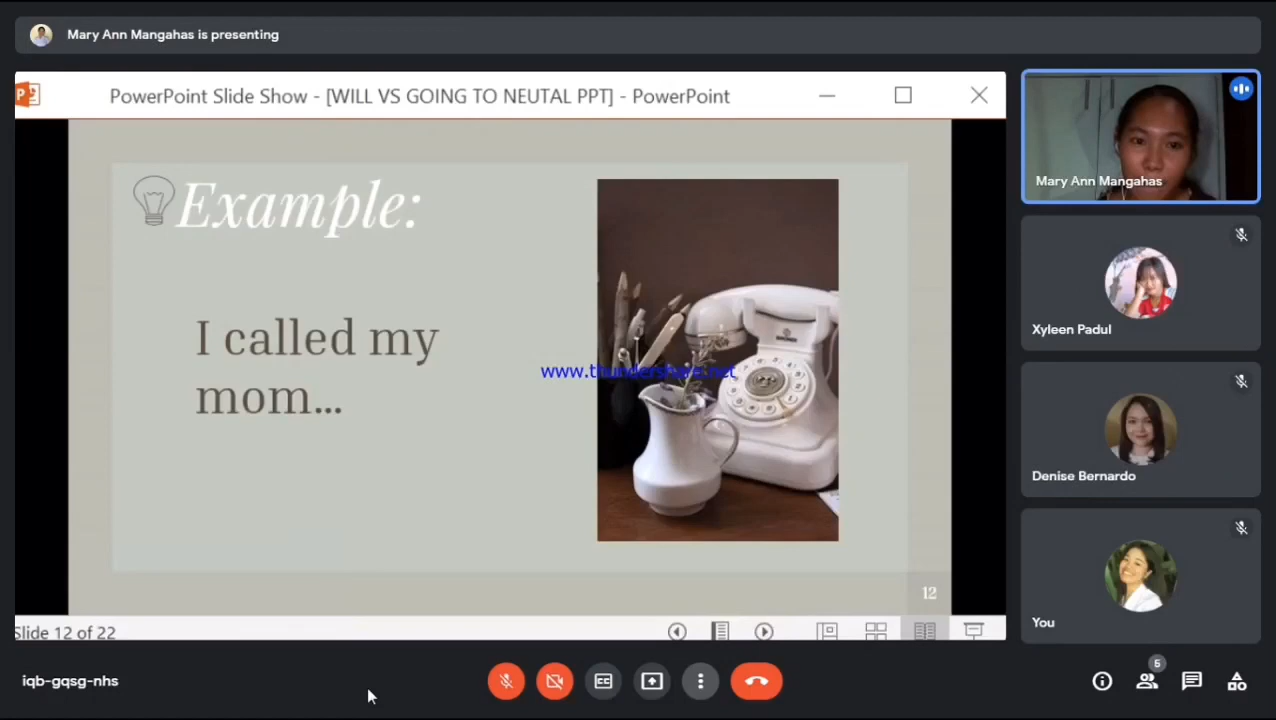 Mary Ann Mangahas is presenting
PowerPoint Slide Show - [WILL VS GOING TO NEUTAL PPT] - PowerPoint
Example:
I called my
mom...
www.thundershare.net
12
Slide 12 of 22
Mary Ann Mangahas
Xyleen Padul
Denise Bernardo
You
iqb-gqsg-nhs
CC
5